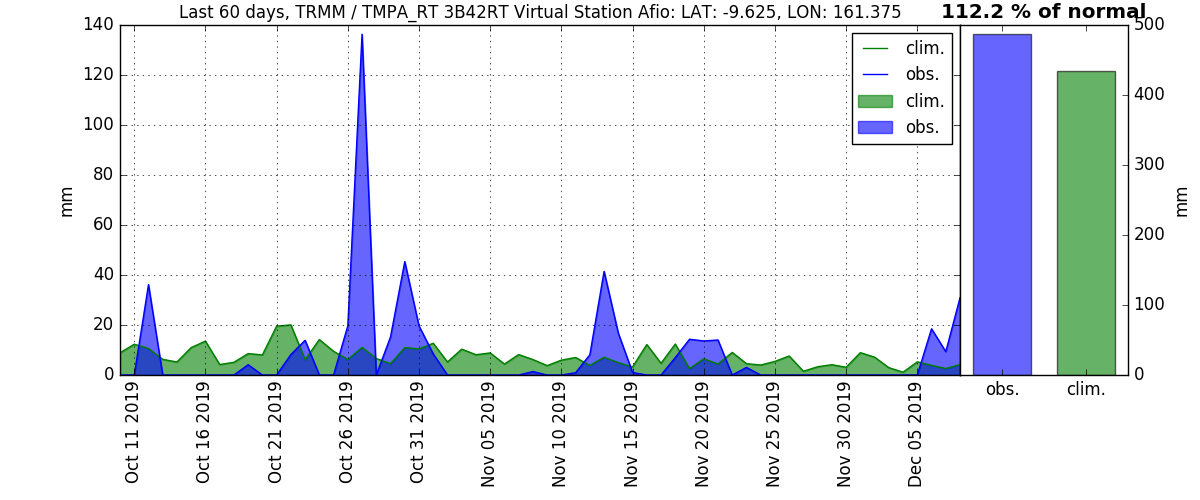 Last 60 days, TRMM / TMPA_RT 3B42RT Virtual Station Afio: LAT: -9.625, LON: 161.375
112.2 % of normal
140
120
100
80
60
40
20
0
mm
clim.
obs.
clim.
obs.
500
400
300
200
100
0
mm
Oct 11 2019
Oct 16 2019
Oct 21 2019
Oct 26 2019
Oct 31 2019
Nov 05 2019
Nov 10 2019
Nov 15 2019
Nov 20 2019
Nov 25 2019
Nov 30 2019
Dec 05 2019
obs.
clim.